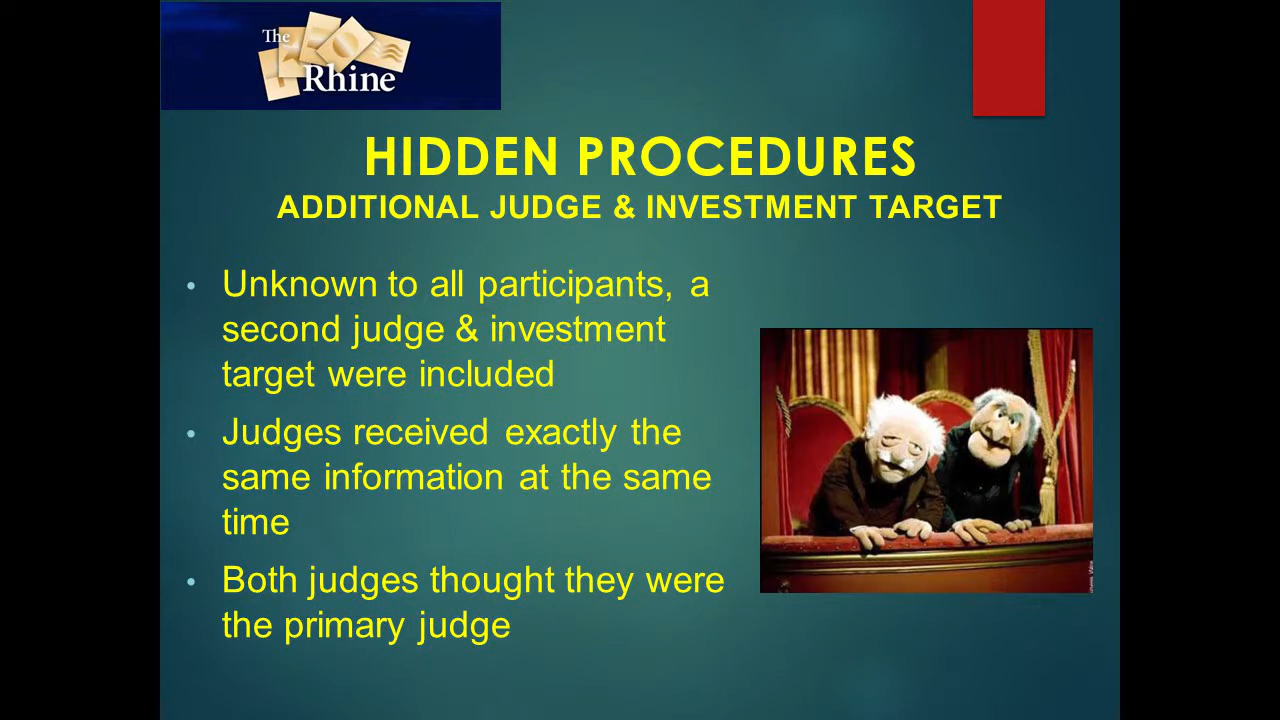 The
Rhine
HIDDEN PROCEDURES
ADDITIONAL JUDGE & INVESTMENT TARGET
• Unknown to all participants, a
second judge & investment
target were included
• Judges received exactly the
same information at the same
time
• Both judges thought they were
the primary judge